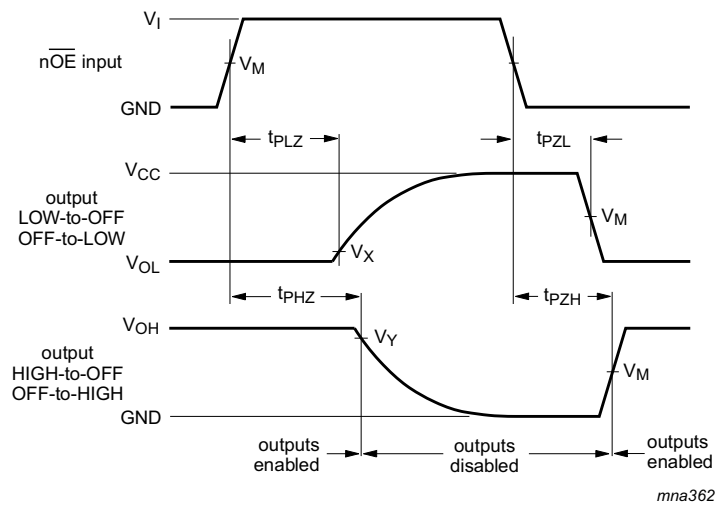 V_I
nO̅E̅ input
V_M
GND
t_PLZ
t_PZL
V_CC
output
LOW-to-OFF
OFF-to-LOW
V_M
V_X
V_OL
t_PHZ
t_PZH
V_OH
V_Y
output
HIGH-to-OFF
OFF-to-HIGH
V_M
GND
outputs
enabled
outputs
disabled
outputs
enabled
mna362